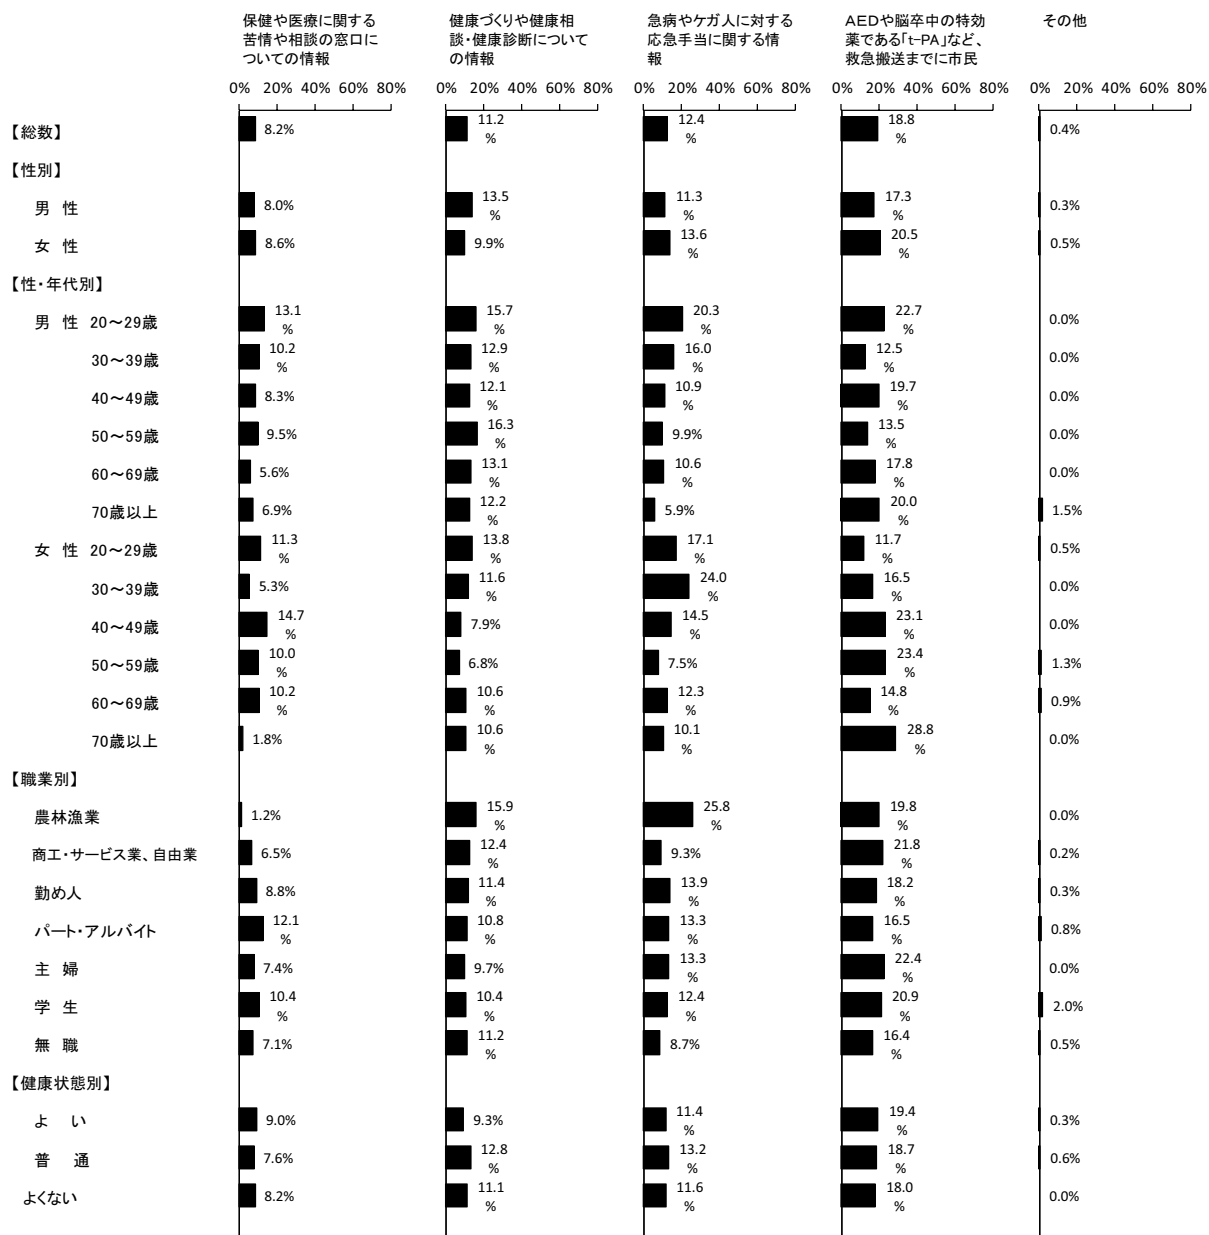 保健や医療に関する
苦情や相談の窓口に
ついての情報
健康づくりや健康相
談・健康診断について
の情報
急病やケガ人に対する
応急手当に関する情
報
AEDや脳卒中の特効
薬である「t-PA」など、
救急搬送までに市民
その他
0% 20% 40% 60% 80% 0% 20% 40% 60% 80% 0% 20% 40% 60% 80% 0% 20% 40% 60% 80% 0% 20% 40% 60% 80%
【総数】 8.2% 11.2% 12.4% 18.8% 0.4%
【性別】
男 性 8.0% 13.5% 11.3% 17.3% 0.3%
女 性 8.6% 9.9% 13.6% 20.5% 0.5%
【性・年代別】
男 性 20～29歳 13.1% 15.7% 20.3% 22.7% 0.0%
30～39歳 10.2% 12.9% 16.0% 12.5% 0.0%
40～49歳 8.3% 12.1% 10.9% 19.7% 0.0%
50～59歳 9.5% 16.3% 9.9% 13.5% 0.0%
60～69歳 5.6% 13.1% 10.6% 17.8% 0.0%
70歳以上 6.9% 12.2% 5.9% 20.0% 1.5%
女 性 20～29歳 11.3% 13.8% 17.1% 11.7% 0.5%
30～39歳 5.3% 11.6% 24.0% 16.5% 0.0%
40～49歳 14.7% 7.9% 14.5% 23.1% 0.0%
50～59歳 10.0% 6.8% 7.5% 23.4% 1.3%
60～69歳 10.2% 10.6% 12.3% 14.8% 0.9%
70歳以上 1.8% 10.6% 10.1% 28.8% 0.0%
【職業別】
農林漁業 1.2% 15.9% 25.8% 19.8% 0.0%
商工・サービス業、自由業 6.5% 12.4% 9.3% 21.8% 0.2%
勤め人 8.8% 11.4% 13.9% 18.2% 0.3%
パート・アルバイト 12.1% 10.8% 13.3% 16.5% 0.8%
主 婦 7.4% 9.7% 13.3% 22.4% 0.0%
学 生 10.4% 10.4% 12.4% 20.9% 2.0%
無 職 7.1% 11.2% 8.7% 16.4% 0.5%
【健康状態別】
よ い 9.0% 9.3% 11.4% 19.4% 0.3%
普 通 7.6% 12.8% 13.2% 18.7% 0.6%
よくない 8.2% 11.1% 11.6% 18.0% 0.0%